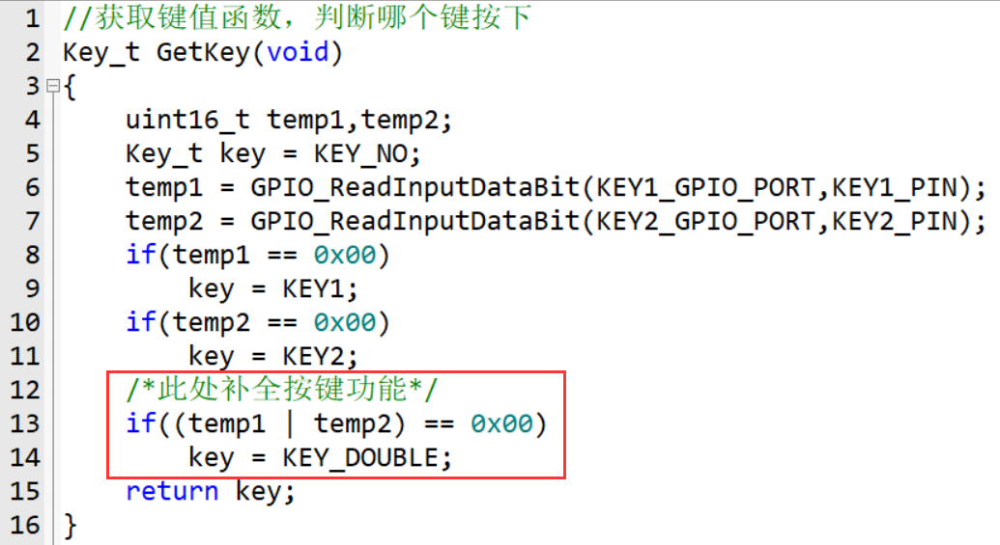 1 //获取键值函数，判断哪个键按下
2 Key_t GetKey(void)
3 {
4 uint16_t temp1,temp2;
5 Key_t key = KEY_NO;
6 temp1 = GPIO_ReadInputDataBit(KEY1_GPIO_PORT,KEY1_PIN);
7 temp2 = GPIO_ReadInputDataBit(KEY2_GPIO_PORT,KEY2_PIN);
8 if(temp1 == 0x00)
9 key = KEY1;
10 if(temp2 == 0x00)
11 key = KEY2;
12 /*此处补全按键功能*/
13 if((temp1 | temp2) == 0x00)
14 key = KEY_DOUBLE;
15 return key;
16 }